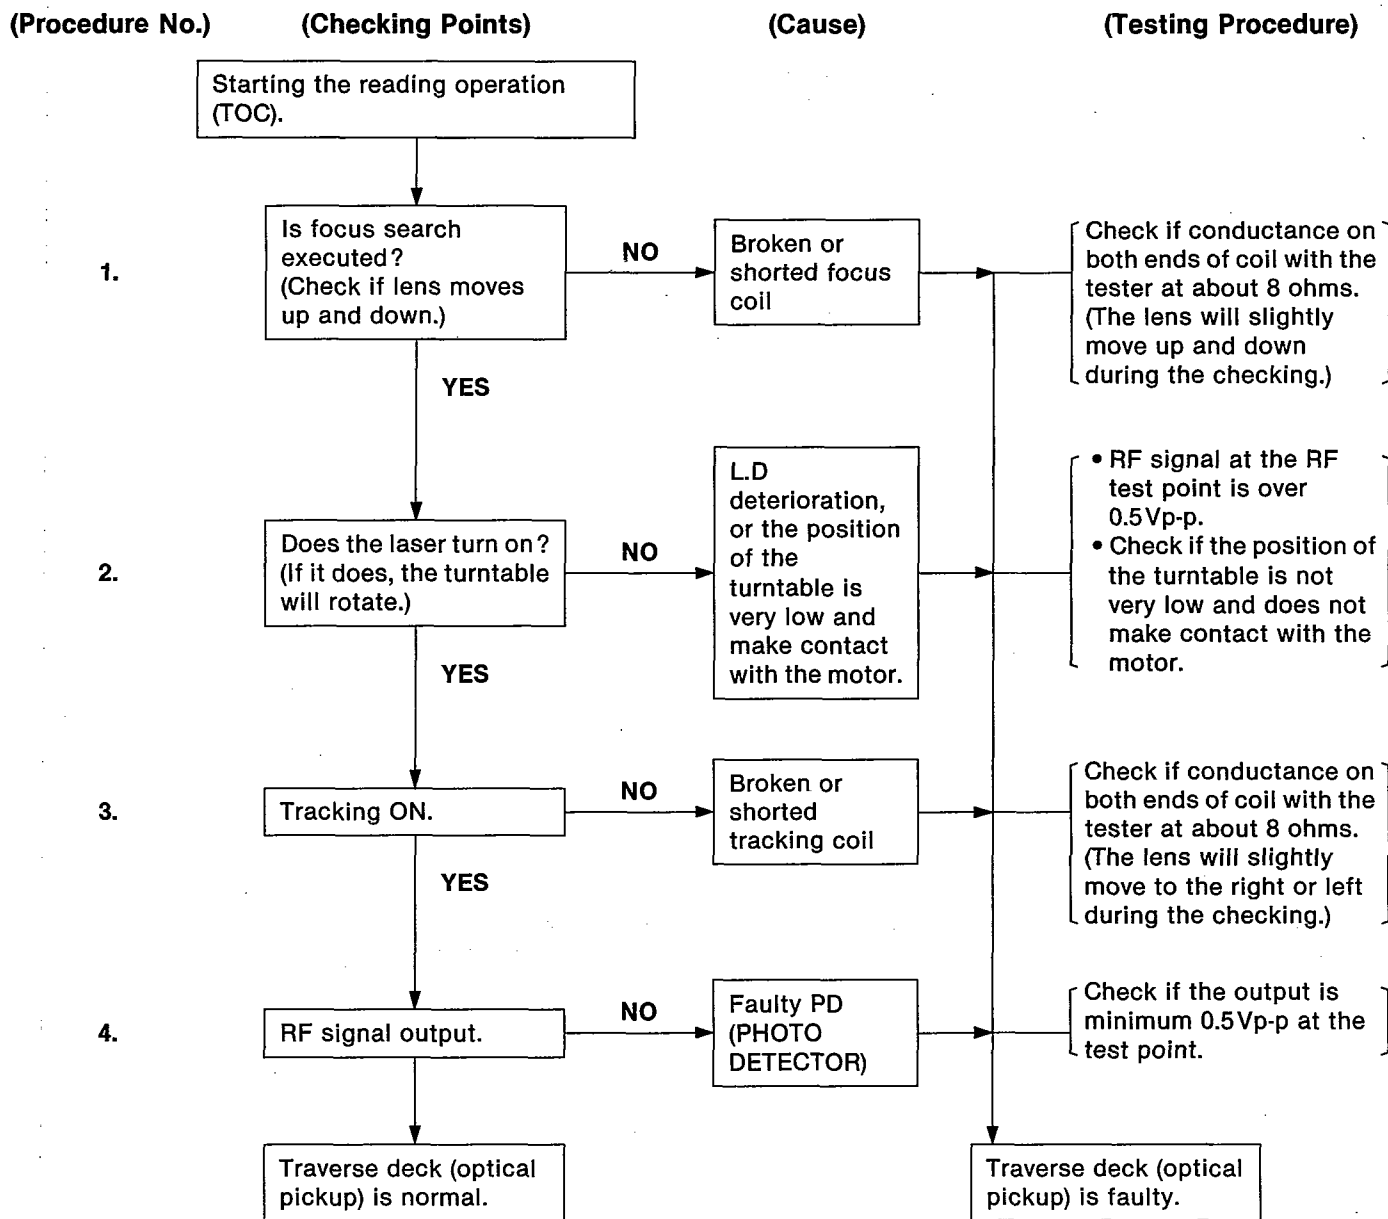 (Procedure No.)
(Checking Points)
(Cause)
(Testing Procedure)
Starting the reading operation
(TOC).
1.
Is focus search
executed?
(Check if lens moves
up and down.)
NO
Broken or
shorted focus
coil
Check if conductance on
both ends of coil with the
tester at about 8 ohms.
(The lens will slightly
move up and down
during the checking.)
YES
2.
Does the laser turn on?
(If it does, the turntable
will rotate.)
NO
L.D
deterioration,
or the position
of the
turntable is
very low and
make contact
with the motor.
• RF signal at the RF
test point is over
0.5Vp-p.
• Check if the position of
the turntable is not
very low and does not
make contact with the
motor.
YES
3.
Tracking ON.
NO
Broken or
shorted
tracking coil
Check if conductance on
both ends of coil with the
tester at about 8 ohms.
(The lens will slightly
move to the right or left
during the checking.)
YES
4.
RF signal output.
NO
Faulty PD
(PHOTO
DETECTOR)
Check if the output is
minimum 0.5Vp-p at the
test point.
Traverse deck (optical
pickup) is normal.
Traverse deck (optical
pickup) is faulty.